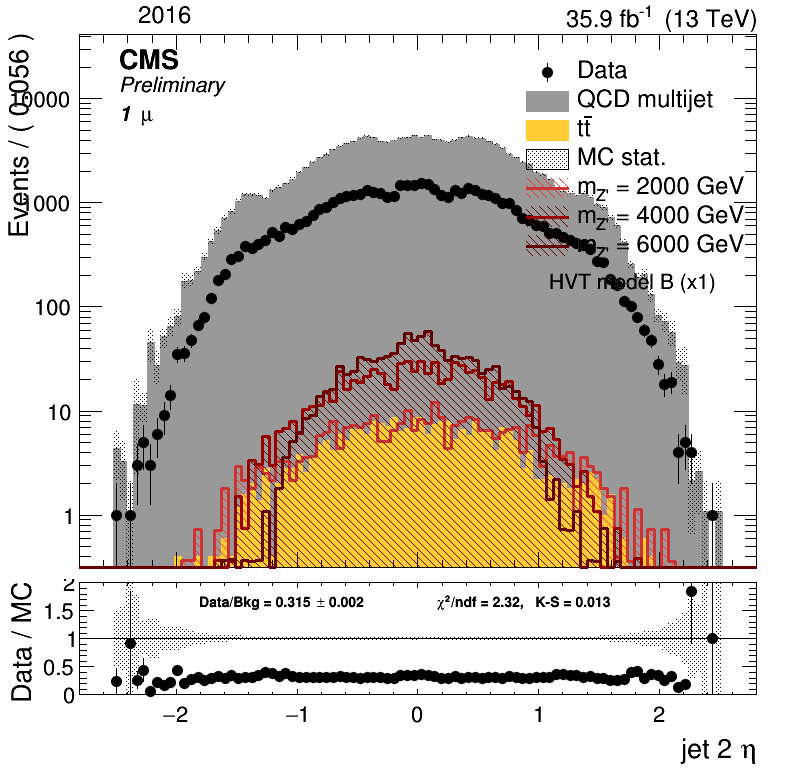 2016
35.9 fb⁻¹ (13 TeV)
Events / ( 0.056 )
CMS
Preliminary
1 μ
Data
QCD multijet
tt̄
MC stat.
m_Z' = 2000 GeV
m_Z' = 4000 GeV
m_Z' = 6000 GeV
HVT model B (x1)
10000
1000
100
10
1
Data / MC
2
1.5
1
0.5
0
Data/Bkg = 0.315 ± 0.002
χ²/ndf = 2.32, K-S = 0.013
−2
−1
0
1
2
jet 2 η